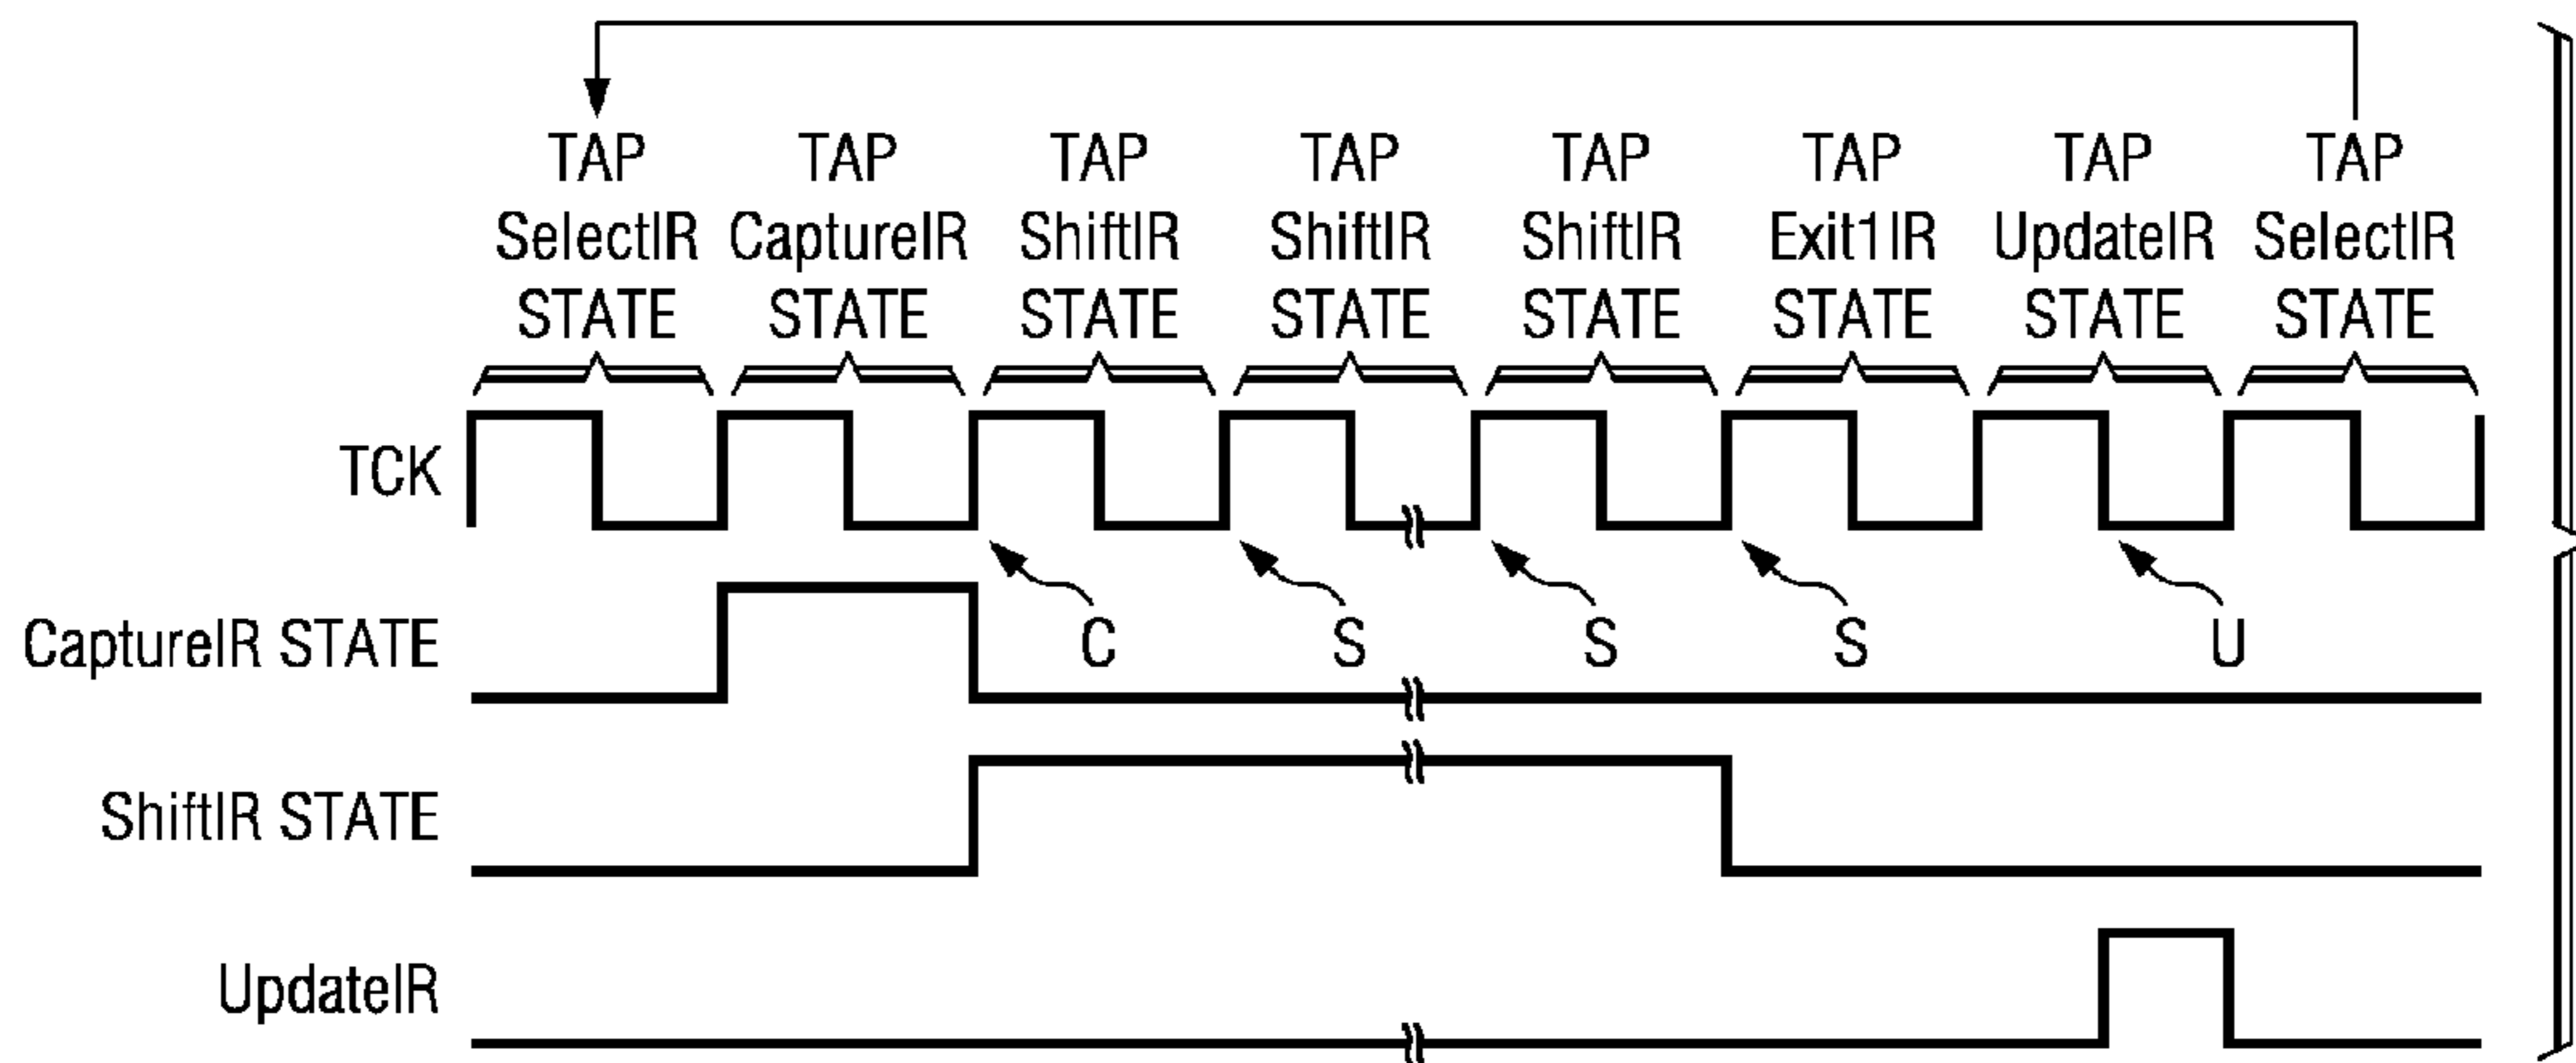 TAP TAP TAP TAP TAP TAP TAP TAP
SelectIR CaptureIR ShiftIR ShiftIR ShiftIR Exit1IR UpdateIR SelectIR
STATE STATE STATE STATE STATE STATE STATE STATE
TCK
CaptureIR STATE C S S S U
ShiftIR STATE
UpdateIR